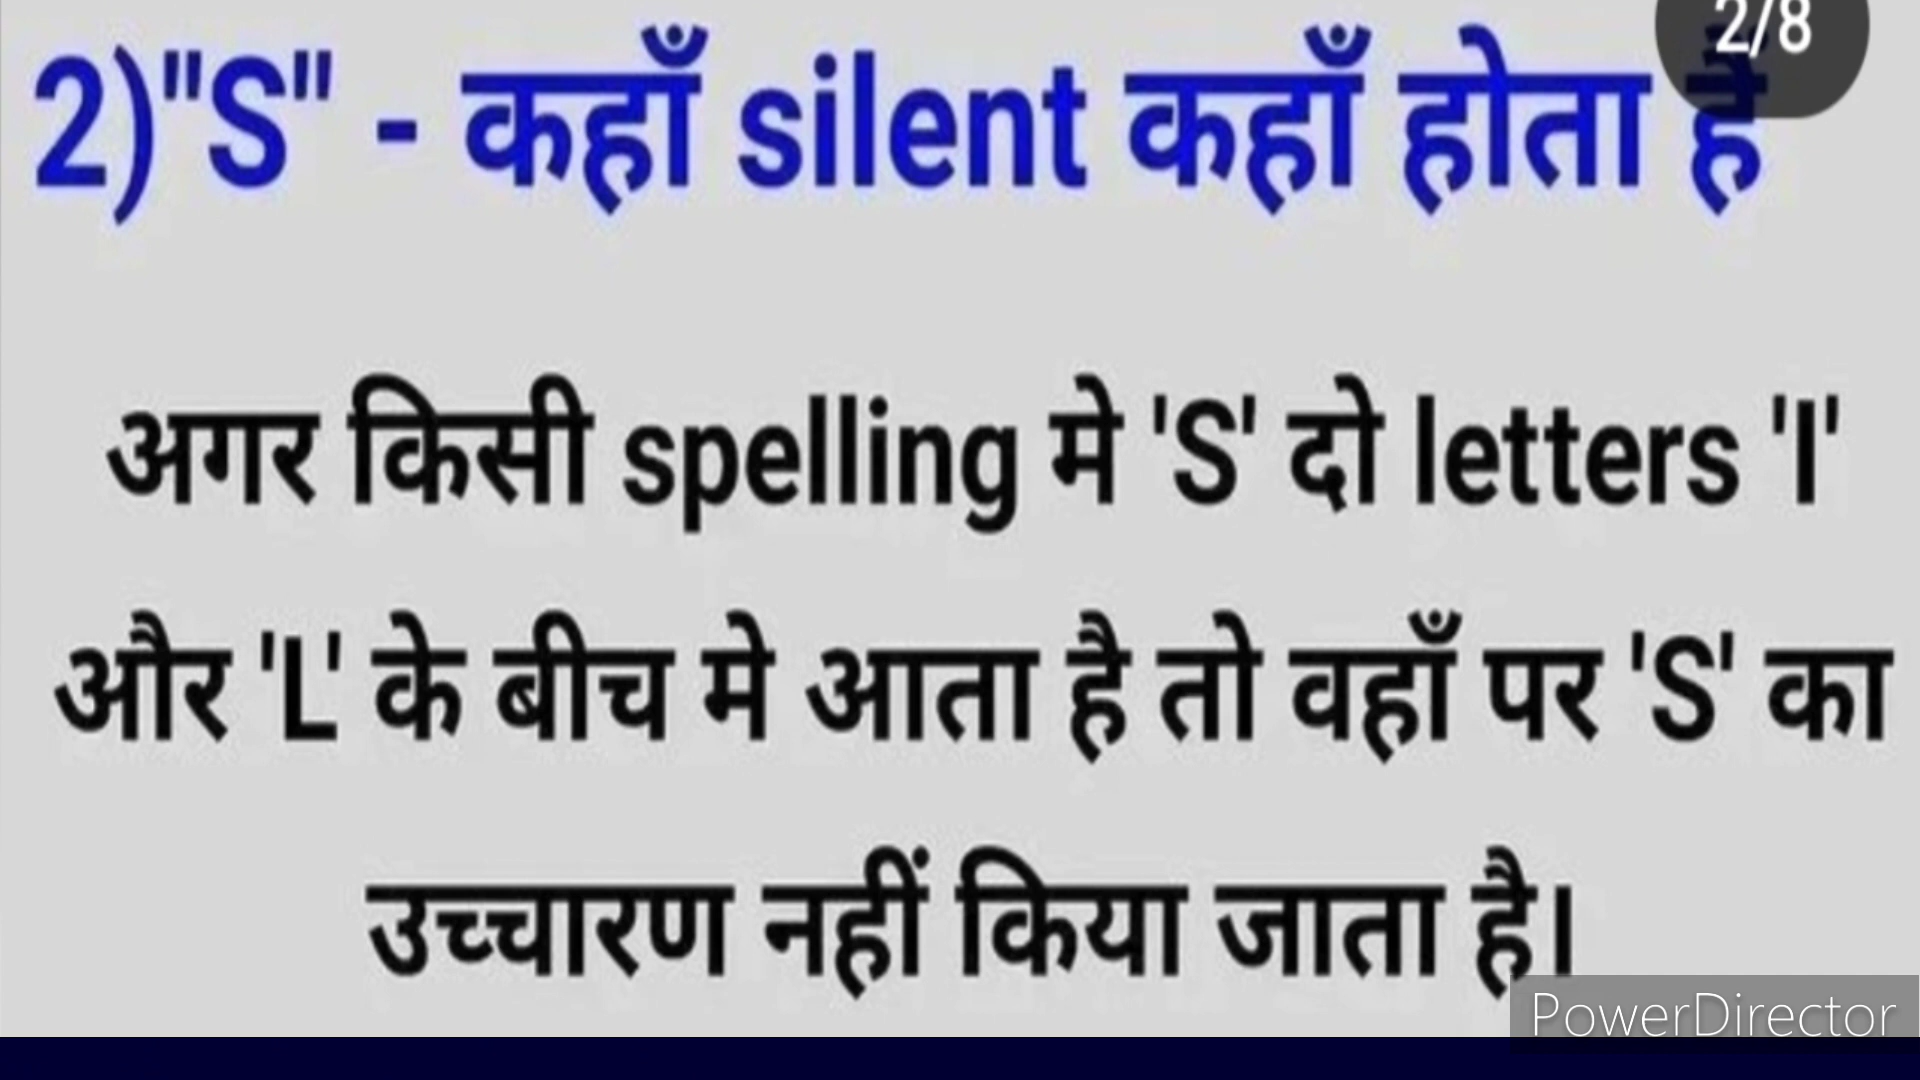 2/8
2)"S" - कहाँ silent कहाँ होता है
अगर किसी spelling मे 'S' दो letters 'I'
और 'L' के बीच मे आता है तो वहाँ पर 'S' का
उच्चारण नहीं किया जाता है।
PowerDirector